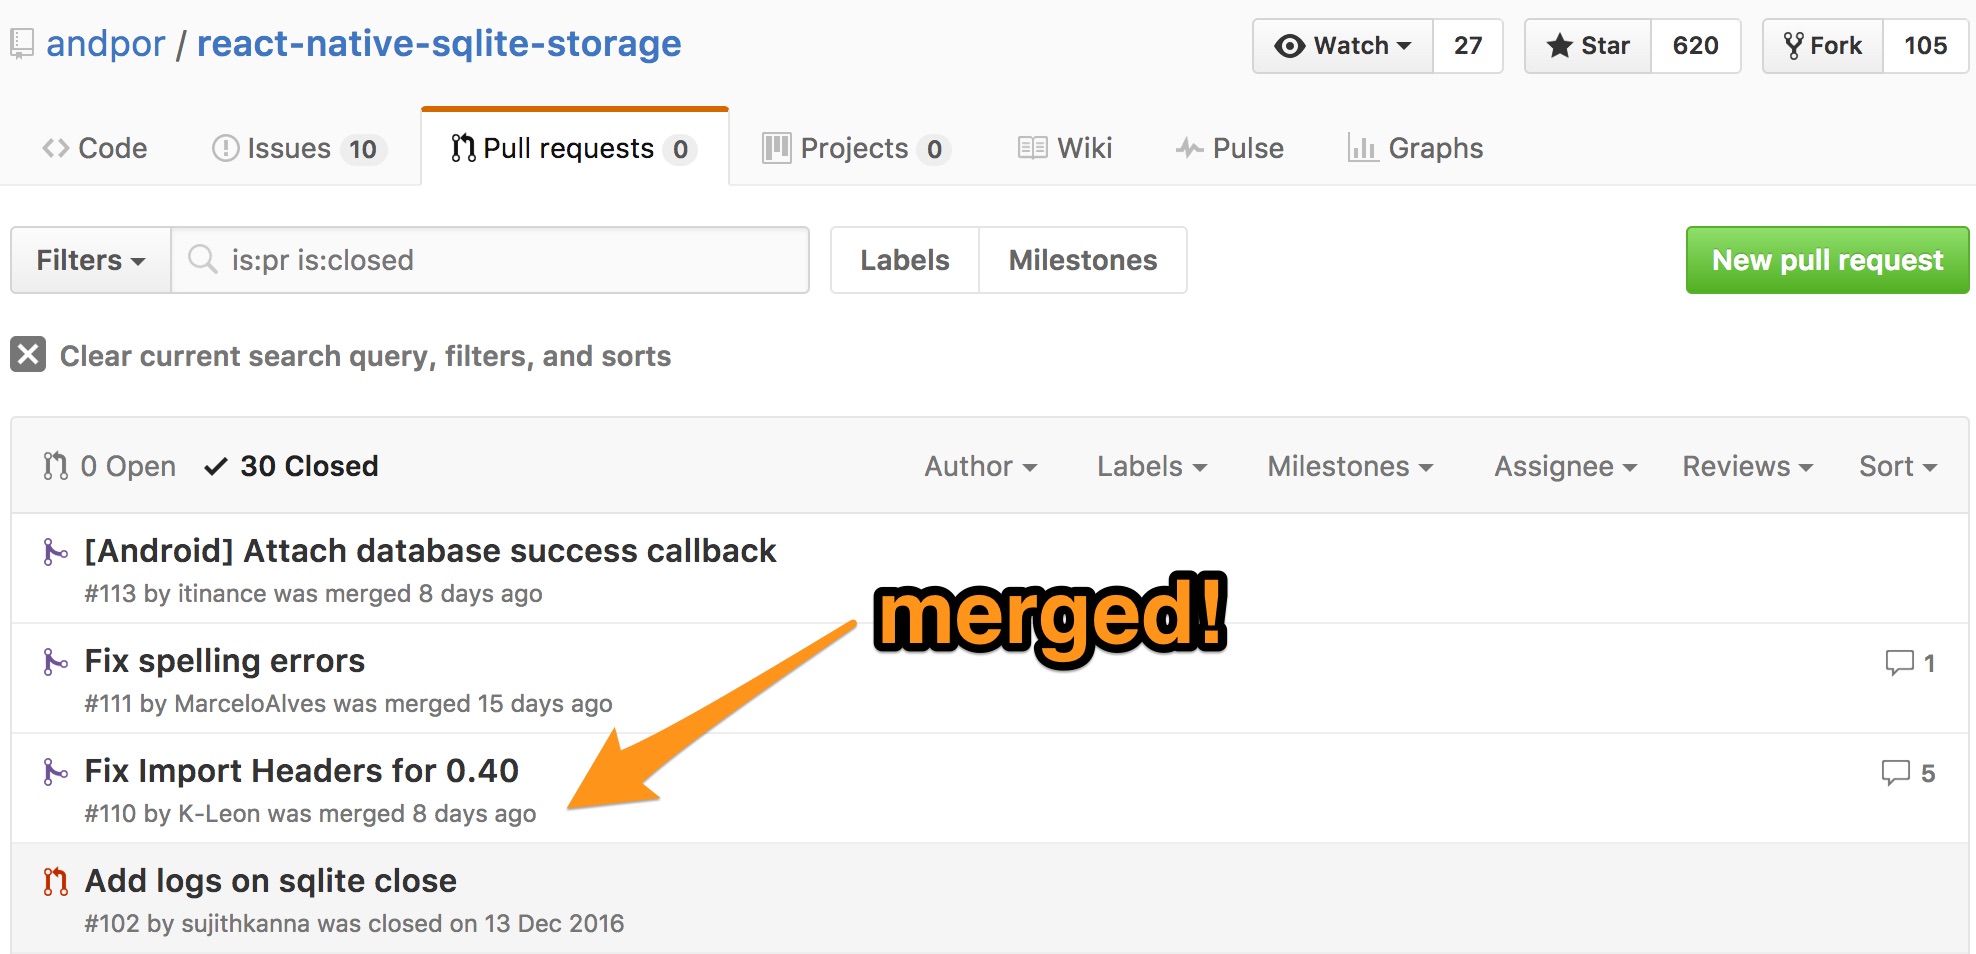 andpor / react-native-sqlite-storage
Watch 27 Star 620 Fork 105
Code Issues 10 Pull requests 0 Projects 0 Wiki Pulse Graphs
Filters is:pr is:closed Labels Milestones New pull request
Clear current search query, filters, and sorts
0 Open 30 Closed Author Labels Milestones Assignee Reviews Sort
[Android] Attach database success callback
#113 by itinance was merged 8 days ago
merged!
Fix spelling errors 1
#111 by MarceloAlves was merged 15 days ago
Fix Import Headers for 0.40 5
#110 by K-Leon was merged 8 days ago
Add logs on sqlite close
#102 by sujithkanna was closed on 13 Dec 2016